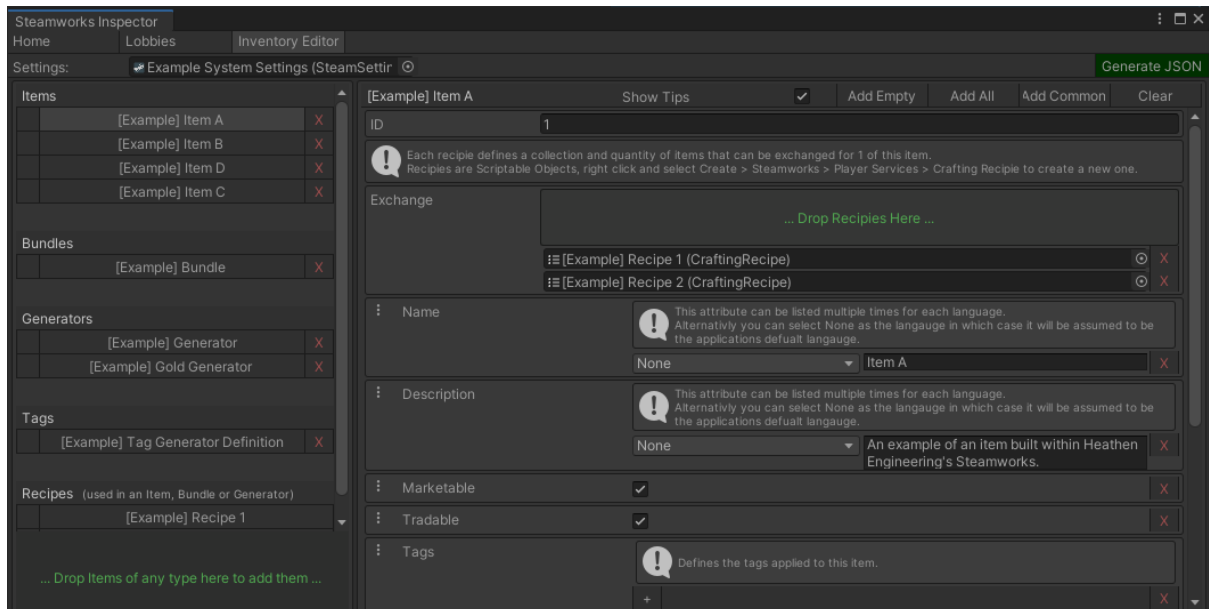 Steamworks Inspector
Home Lobbies Inventory Editor
Settings: Example System Settings (SteamSettir Generate JSON
Items
[Example] Item A X
[Example] Item B X
[Example] Item D X
[Example] Item C X
Bundles
[Example] Bundle X
Generators
[Example] Generator X
[Example] Gold Generator X
Tags
[Example] Tag Generator Definition X
Recipes (used in an Item, Bundle or Generator)
[Example] Recipe 1
... Drop Items of any type here to add them ...
[Example] Item A Show Tips Add Empty Add All Add Common Clear
ID 1
Each recipie defines a collection and quantity of items that can be exchanged for 1 of this item.
Recipies are Scriptable Objects, right click and select Create > Steamworks > Player Services > Crafting Recipie to create a new one.
Exchange
... Drop Recipies Here ...
[Example] Recipe 1 (CraftingRecipe) X
[Example] Recipe 2 (CraftingRecipe) X
Name
This attribute can be listed multiple times for each language.
Alternativly you can select None as the langauge in which case it will be assumed to be
the applications defualt langauge.
None Item A X
Description
This attribute can be listed multiple times for each language.
Alternativly you can select None as the langauge in which case it will be assumed to be
the applications defualt langauge.
None An example of an item built within Heathen X
Engineering's Steamworks.
Marketable X
Tradable X
Tags
Defines the tags applied to this item.
+ X